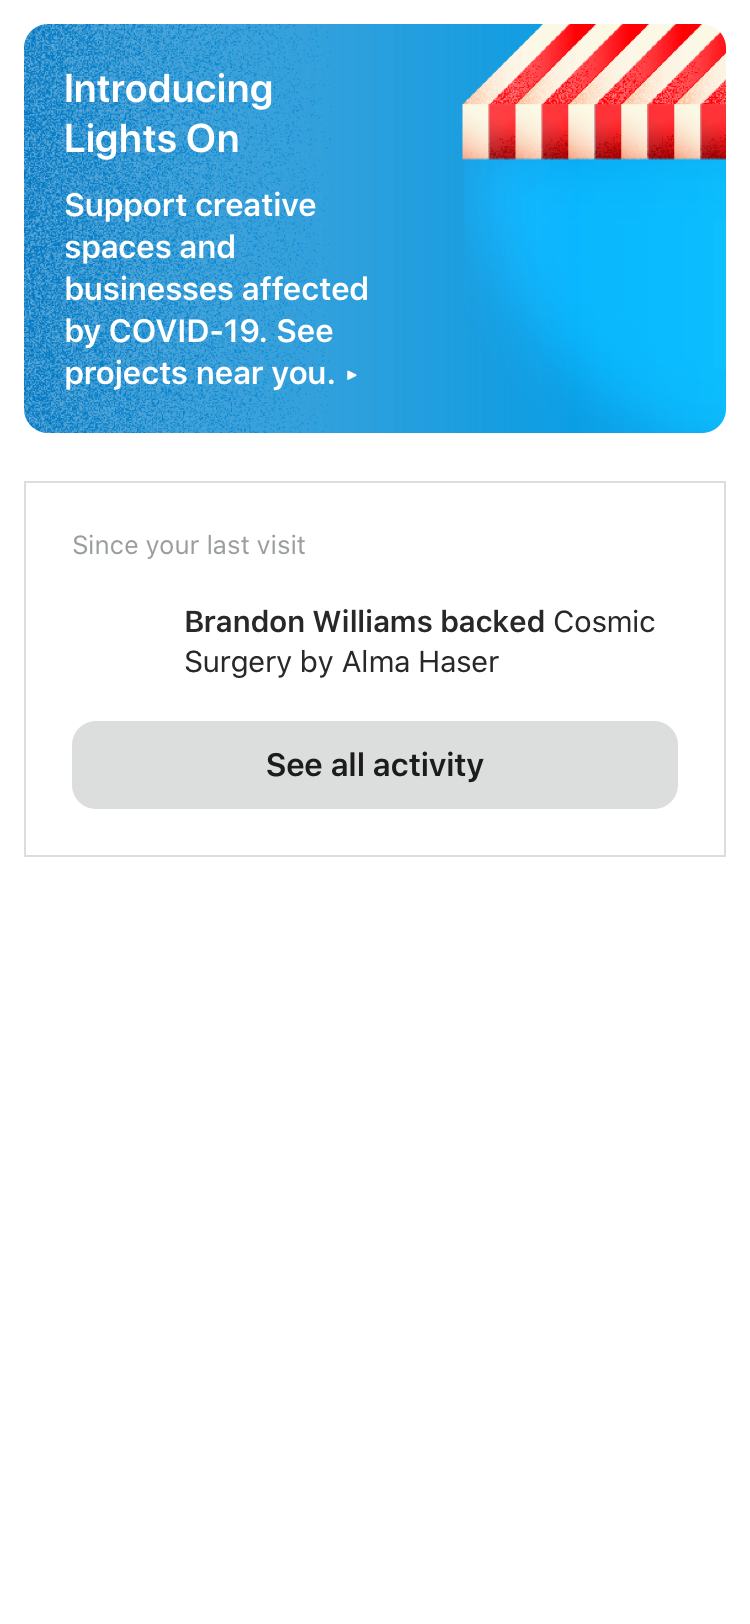 Introducing
Lights On
Support creative
spaces and
businesses affected
by COVID-19. See
projects near you. ▸
Since your last visit
Brandon Williams backed Cosmic
Surgery by Alma Haser
See all activity